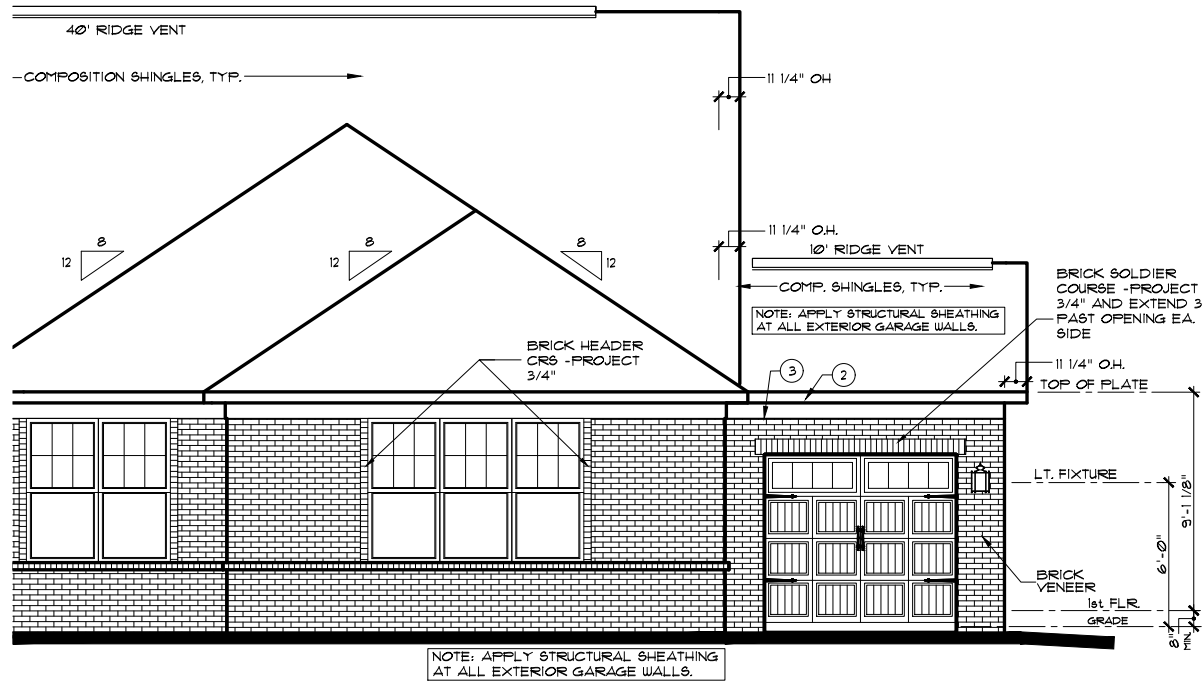 40' RIDGE VENT
COMPOSITION SHINGLES, TYP.
11 1/4" OH
8
12
8
12
8
12
11 1/4" O.H.
10' RIDGE VENT
COMP. SHINGLES, TYP.
NOTE: APPLY STRUCTURAL SHEATHING
AT ALL EXTERIOR GARAGE WALLS.
BRICK SOLDIER
COURSE -PROJECT
3/4" AND EXTEND 3
PAST OPENING EA.
SIDE
BRICK HEADER
CRS -PROJECT
3/4"
3
2
11 1/4" O.H.
TOP OF PLATE
LT. FIXTURE
9'-1 1/8"
6'-0"
BRICK
VENEER
1st FLR.
GRADE
8"
MIN.
NOTE: APPLY STRUCTURAL SHEATHING
AT ALL EXTERIOR GARAGE WALLS.